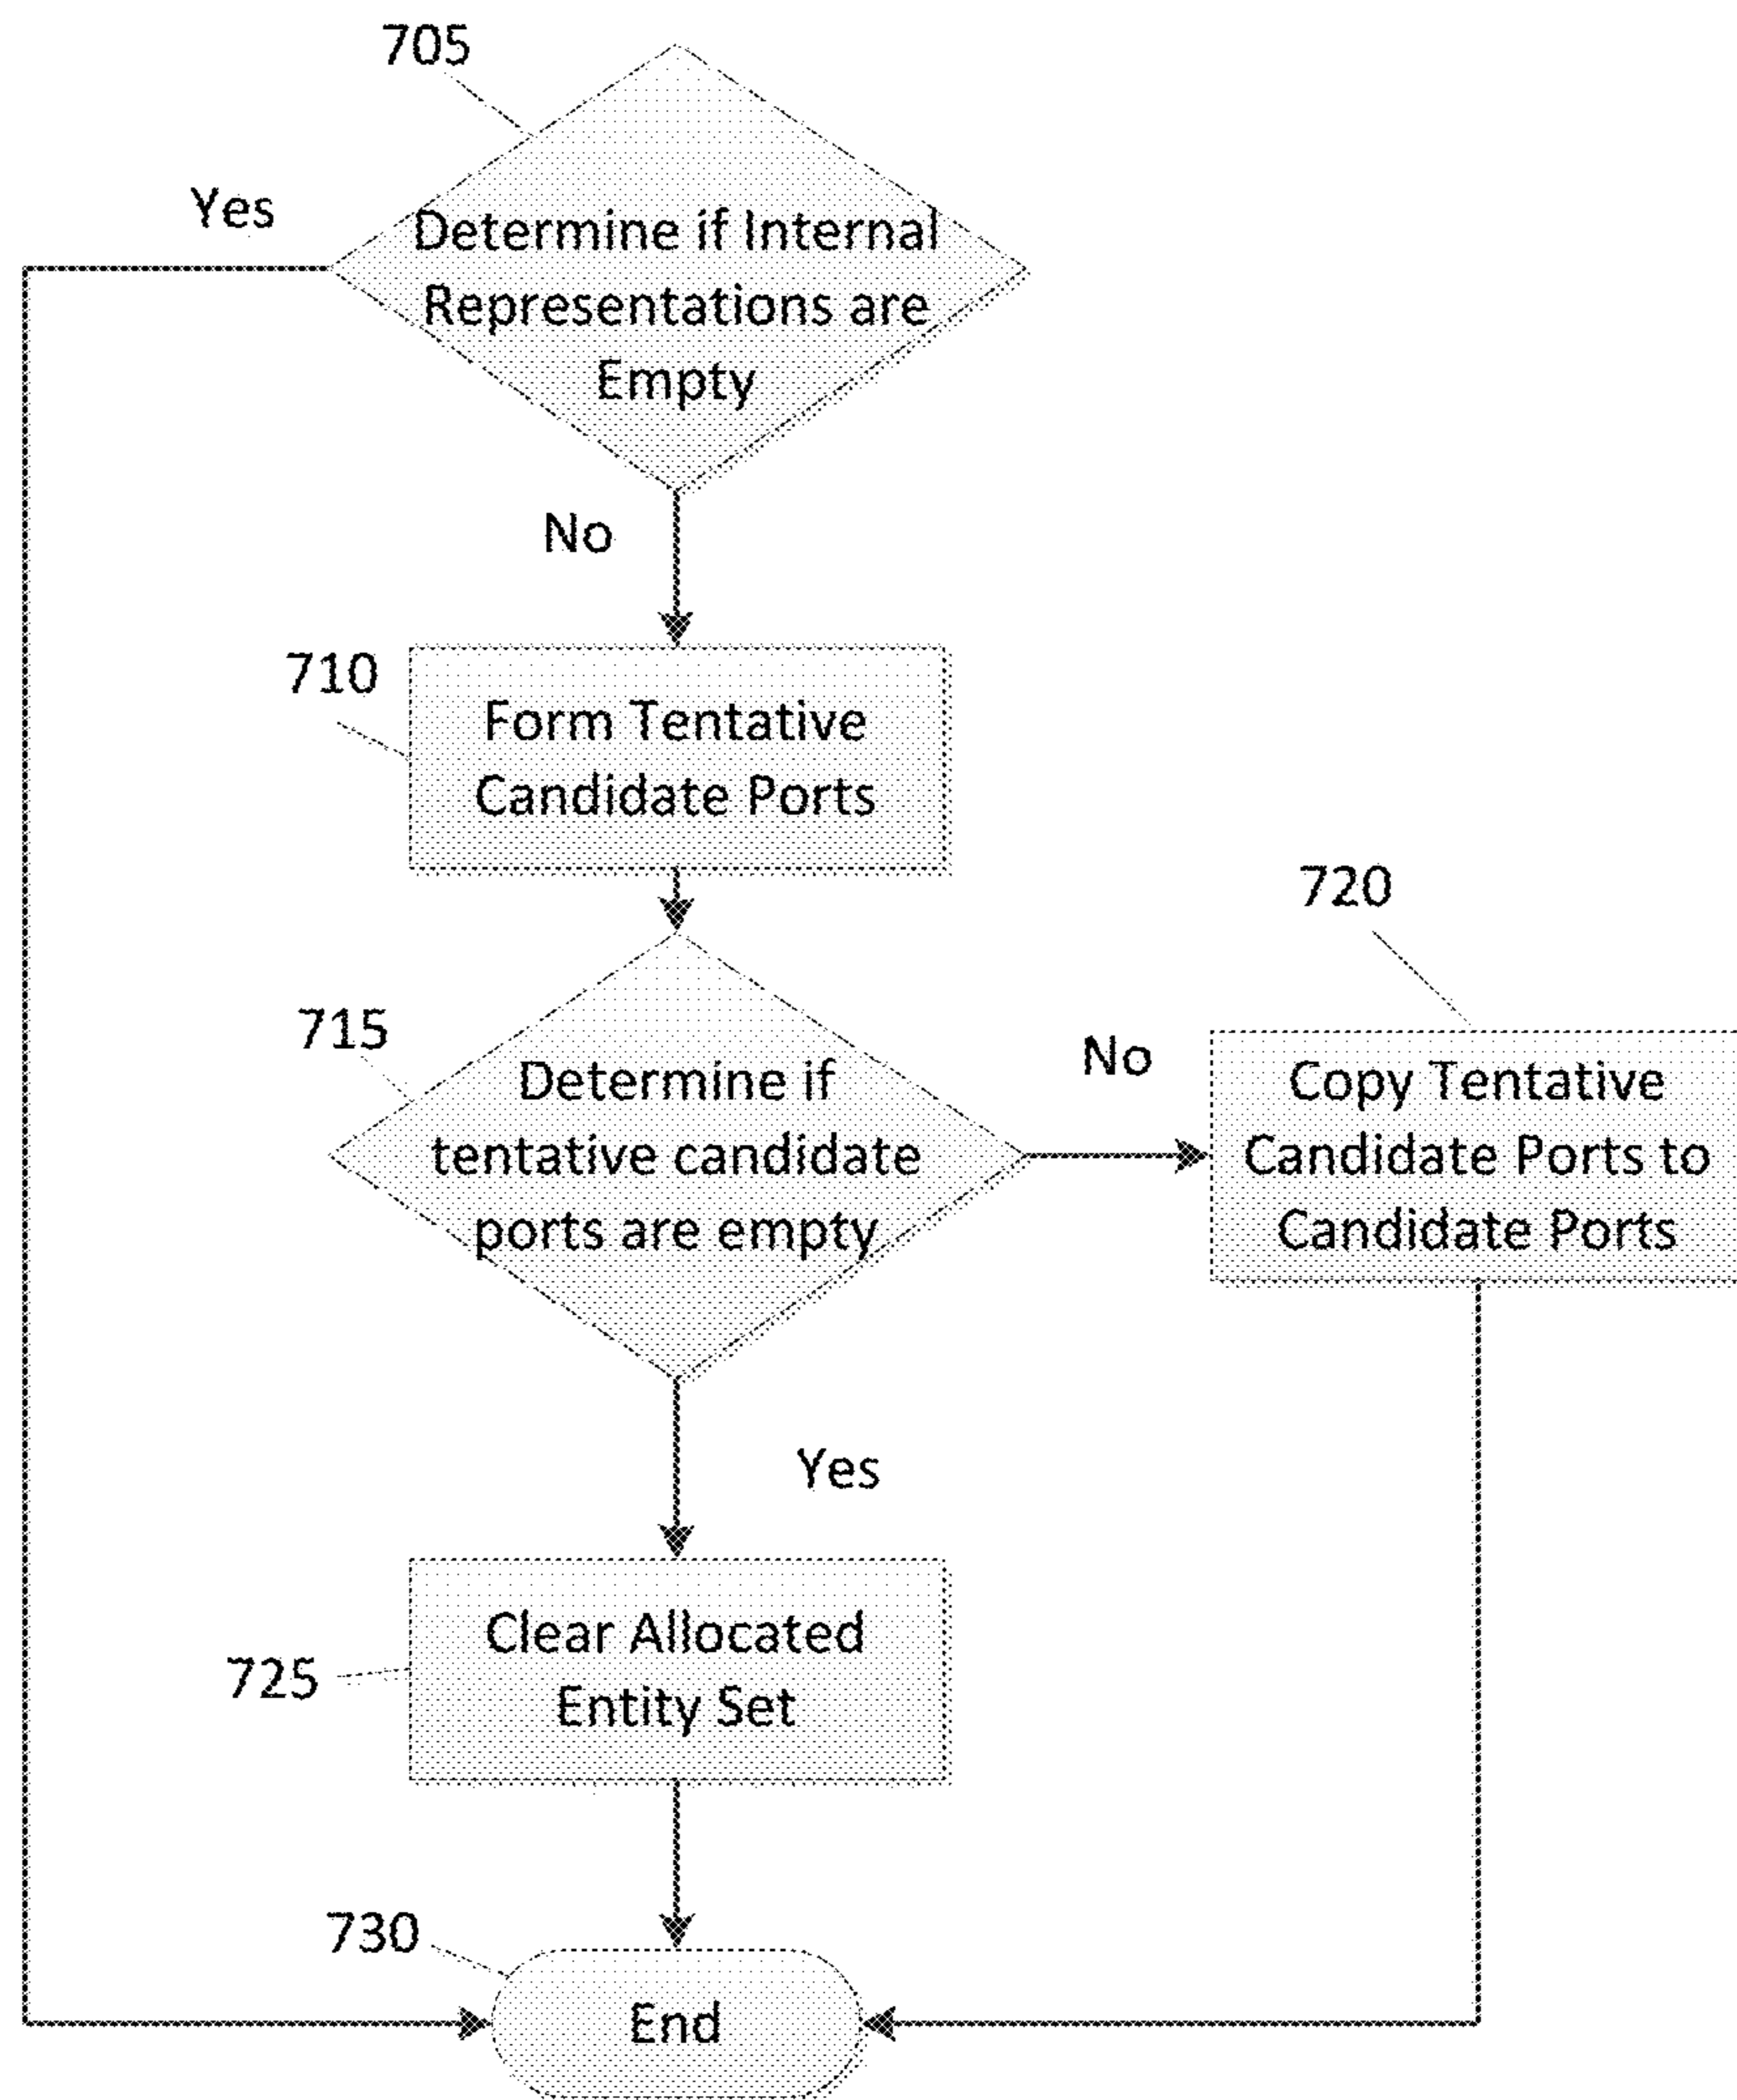 705
Yes
Determine if Internal
Representations are
Empty
No
710
Form Tentative
Candidate Ports
720
715
Determine if
tentative candidate
ports are empty
No
Copy Tentative
Candidate Ports to
Candidate Ports
Yes
725
Clear Allocated
Entity Set
730
End